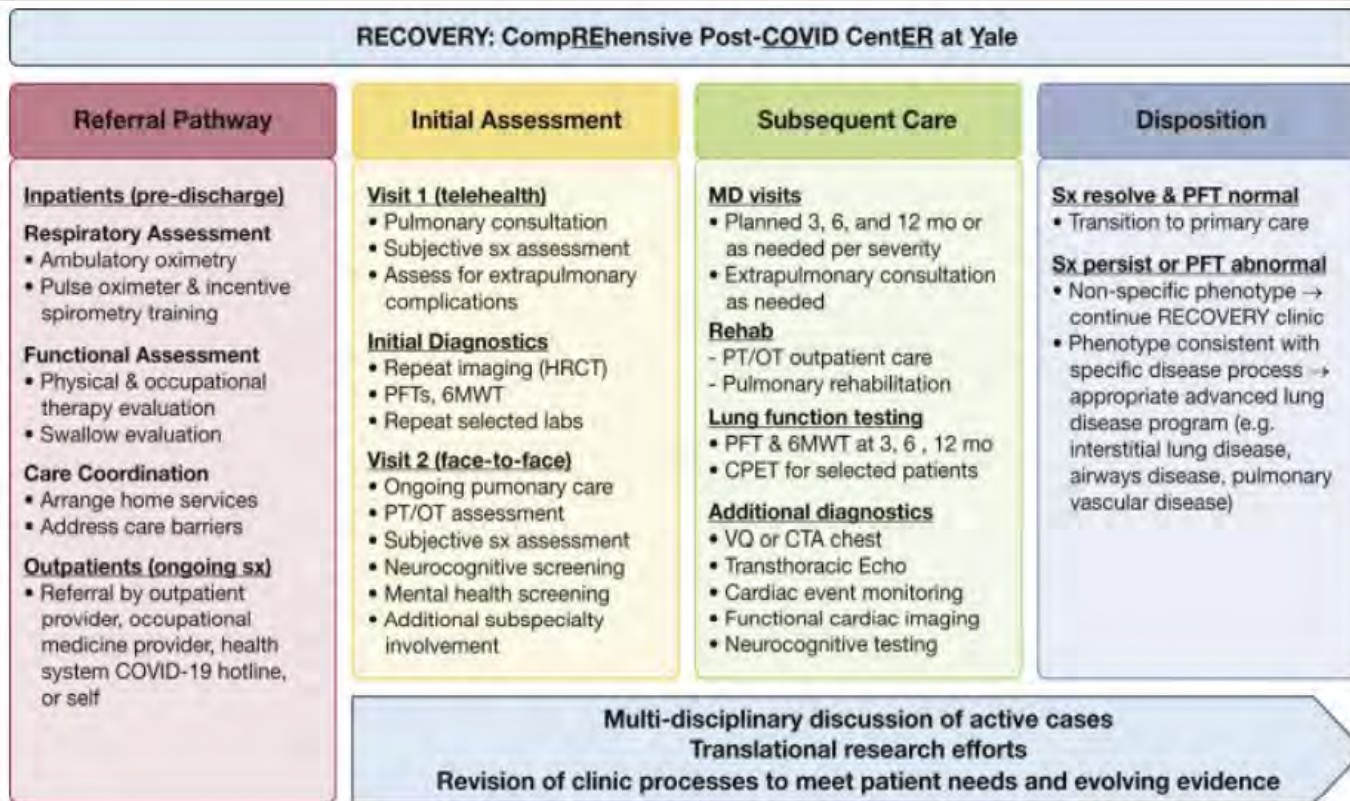 RECOVERY: CompREhensive Post-COVID CentER at Yale
Referral Pathway
Inpatients (pre-discharge)
Respiratory Assessment
• Ambulatory oximetry
• Pulse oximeter & incentive
spirometry training
Functional Assessment
• Physical & occupational
therapy evaluation
• Swallow evaluation
Care Coordination
• Arrange home services
• Address care barriers
Outpatients (ongoing sx)
• Referral by outpatient
provider, occupational
medicine provider, health
system COVID-19 hotline,
or self
Initial Assessment
Visit 1 (telehealth)
• Pulmonary consultation
• Subjective sx assessment
• Assess for extrapulmonary
complications
Initial Diagnostics
• Repeat imaging (HRCT)
• PFTs, 6MWT
• Repeat selected labs
Visit 2 (face-to-face)
• Ongoing pumonary care
• PT/OT assessment
• Subjective sx assessment
• Neurocognitive screening
• Mental health screening
• Additional subspecialty
involvement
Subsequent Care
MD visits
• Planned 3, 6, and 12 mo or
as needed per severity
• Extrapulmonary consultation
as needed
Rehab
- PT/OT outpatient care
- Pulmonary rehabilitation
Lung function testing
• PFT & 6MWT at 3, 6 , 12 mo
• CPET for selected patients
Additional diagnostics
• VQ or CTA chest
• Transthoracic Echo
• Cardiac event monitoring
• Functional cardiac imaging
• Neurocognitive testing
Disposition
Sx resolve & PFT normal
• Transition to primary care
Sx persist or PFT abnormal
• Non-specific phenotype →
continue RECOVERY clinic
• Phenotype consistent with
specific disease process →
appropriate advanced lung
disease program (e.g.
interstitial lung disease,
airways disease, pulmonary
vascular disease)
Multi-disciplinary discussion of active cases
Translational research efforts
Revision of clinic processes to meet patient needs and evolving evidence